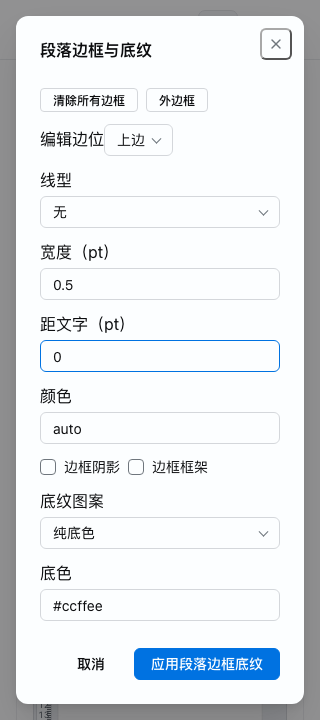 段落边框与底纹
清除所有边框 外边框
编辑边位 上边
线型
无
宽度（pt）
0.5
距文字（pt）
0
颜色
auto
边框阴影 边框框架
底纹图案
纯底色
底色
#ccffee
取消 应用段落边框底纹